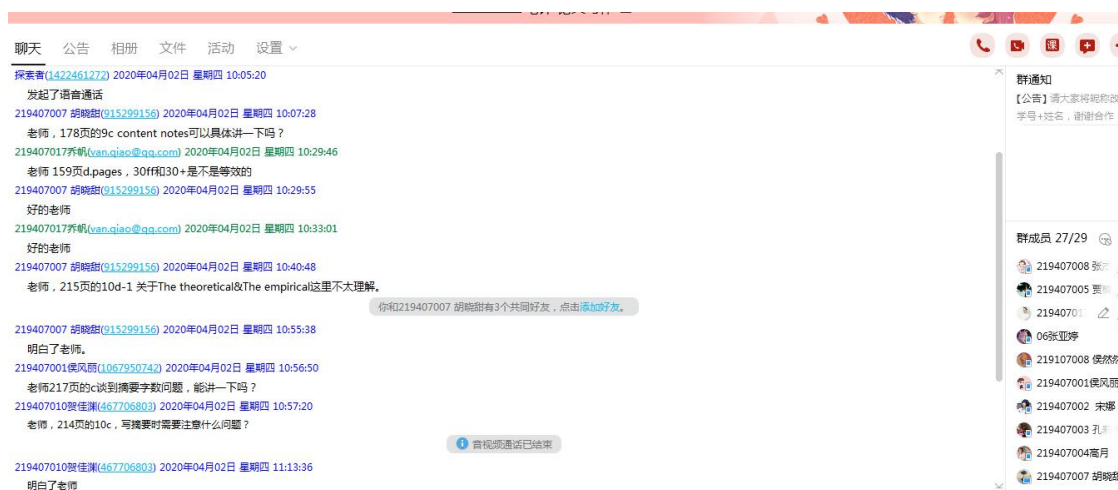 聊天 公告 相册 文件 活动 设置
课
探索者(1422461272) 2020年04月02日 星期四 10:05:20
发起了语音通话
219407007 胡晓甜(915299156) 2020年04月02日 星期四 10:07:28
老师，178页的9c content notes可以具体讲一下吗？
219407017乔帆(van.qiao@qq.com) 2020年04月02日 星期四 10:29:46
老师 159页d.pages，30ff和30+是不是等效的
219407007 胡晓甜(915299156) 2020年04月02日 星期四 10:29:55
好的老师
219407017乔帆(van.qiao@qq.com) 2020年04月02日 星期四 10:33:01
好的老师
219407007 胡晓甜(915299156) 2020年04月02日 星期四 10:40:48
老师，215页的10d-1 关于The theoretical&The empirical这里不太理解。
你和219407007 胡晓甜有3个共同好友，点击添加好友。
219407007 胡晓甜(915299156) 2020年04月02日 星期四 10:55:38
明白了老师。
219407001侯风丽(1067950742) 2020年04月02日 星期四 10:56:50
老师217页的c谈到摘要字数问题，能讲一下吗？
219407010贺佳渊(467706803) 2020年04月02日 星期四 10:57:20
老师，214页的10c，写摘要时需要注意什么问题？
音视频通话已结束
219407010贺佳渊(467706803) 2020年04月02日 星期四 11:13:36
明白了老师
群通知
【公告】请大家将昵称改
学号+姓名，谢谢合作
群成员 27/29
219407008 张
219407005 贾
21940701
06张亚婷
219107008 侯然
219407001侯风丽
219407002 宋娜
219407003 孔
219407004高月
219407007 胡晓甜